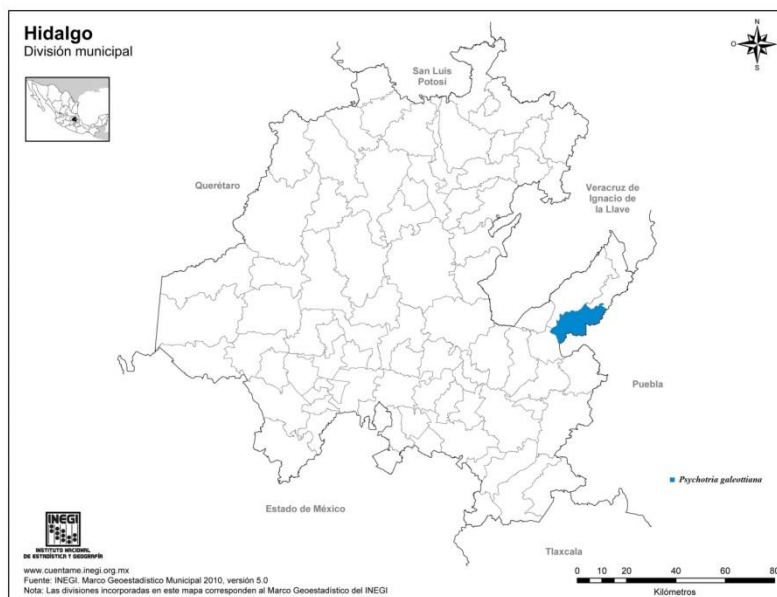 Hidalgo
División municipal
N
O
E
S
San Luis
Potosí
Querétaro
Veracruz de
Ignacio de
la Llave
Puebla
Psychotria galeottiana
Estado de México
Tlaxcala
INEGI
INSTITUTO NACIONAL
DE ESTADÍSTICA Y GEOGRAFÍA
www.cuentame.inegi.org.mx
Fuente: INEGI. Marco Geoestadístico Municipal 2010, versión 5.0
Nota: Las divisiones incorporadas en este mapa corresponden al Marco Geoestadístico del INEGI
0 10 20 40 60 80
Kilómetros